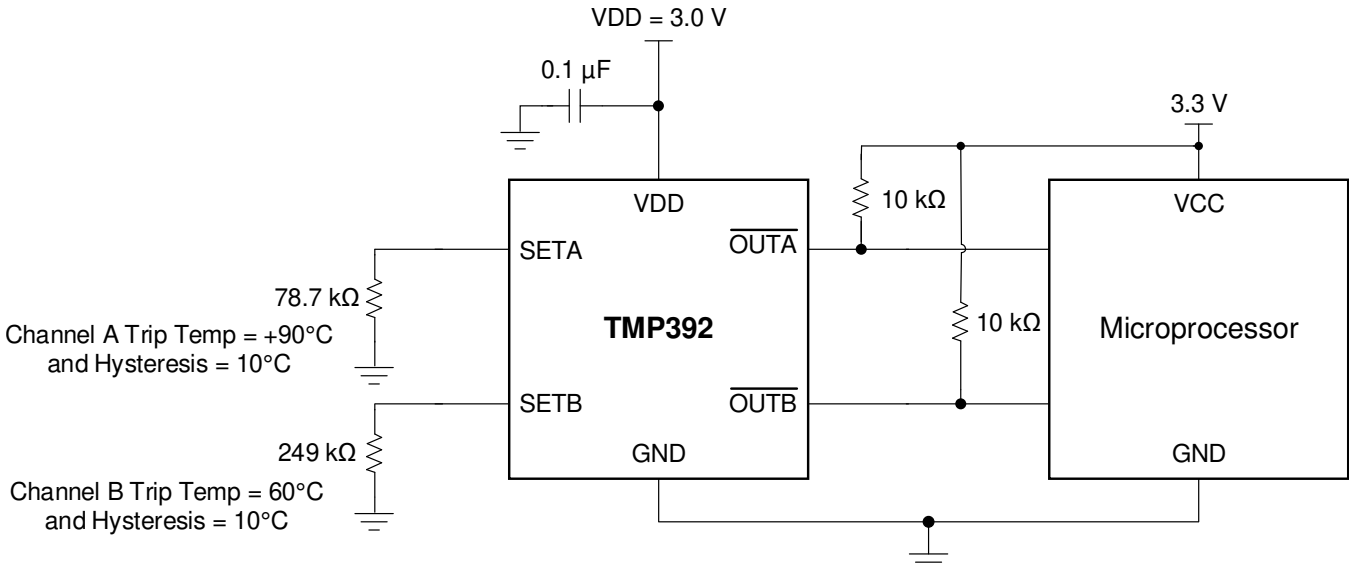 VDD = 3.0 V
0.1 µF
3.3 V
VDD
10 kΩ
VCC
SETA
OUTA
78.7 kΩ
Channel A Trip Temp = +90°C
and Hysteresis = 10°C
TMP392
10 kΩ
Microprocessor
SETB
OUTB
249 kΩ
GND
GND
Channel B Trip Temp = 60°C
and Hysteresis = 10°C